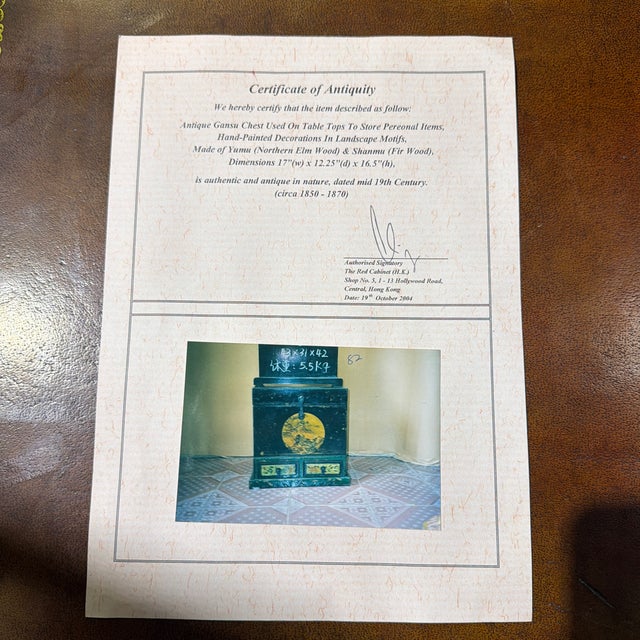 Certificate of Antiquity
We hereby certify that the item described as follow:
Antique Gansu Chest Used On Table Tops To Store Pereonal Items,
Hand-Painted Decorations In Landscape Motifs,
Made of Yumu (Northern Elm Wood) & Shanmu (Fir Wood),
Dimensions 17"(w) x 12.25"(d) x 16.5"(h),
is authentic and antique in nature, dated mid 19th Century.
(circa 1850 - 1870)
Authorised Signatory
The Red Cabinet (H.K.)
Shop No. 3, 1 - 13 Hollywood Road,
Central, Hong Kong
Date: 19th October 2004
43X31X42
体重: 5.5kg